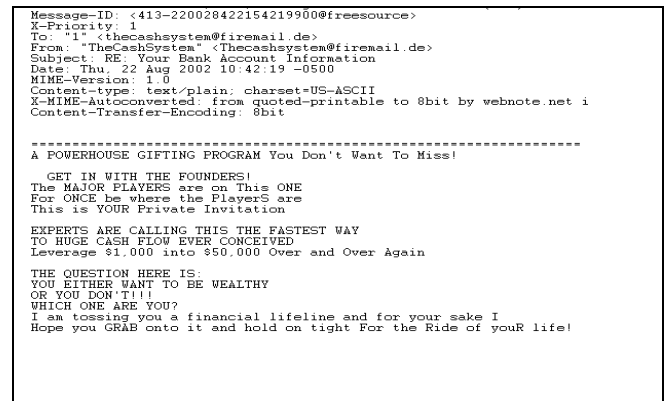 Message-ID: <413-220028422154219900@freesource>
X-Priority: 1
To: "1" <thecashsystem@firemail.de>
From: "TheCashSystem" <Thecashsystem@firemail.de>
Subject: RE: Your Bank Account Information
Date: Thu, 22 Aug 2002 10:42:19 -0500
MIME-Version: 1.0
Content-type: text/plain; charset=US-ASCII
X-MIME-Autoconverted: from quoted-printable to 8bit by webnote.net i
Content-Transfer-Encoding: 8bit
===================================================================
A POWERHOUSE GIFTING PROGRAM You Don't Want To Miss!
GET IN WITH THE FOUNDERS!
The MAJOR PLAYERS are on This ONE
For ONCE be where the PlayerS are
This is YOUR Private Invitation
EXPERTS ARE CALLING THIS THE FASTEST WAY
TO HUGE CASH FLOW EVER CONCEIVED
Leverage $1,000 into $50,000 Over and Over Again
THE QUESTION HERE IS:
YOU EITHER WANT TO BE WEALTHY
OR YOU DON'T!!!
WHICH ONE ARE YOU?
I am tossing you a financial lifeline and for your sake I
Hope you GRAB onto it and hold on tight For the Ride of youR life!